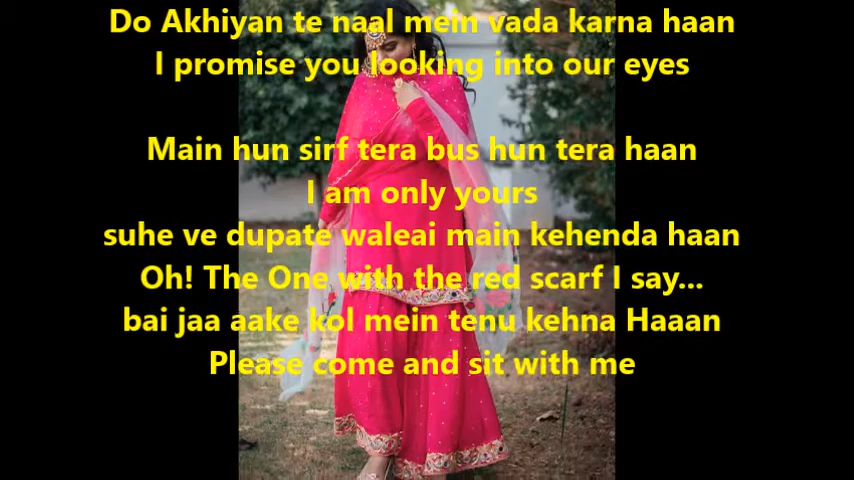 Do Akhiyan te naal mein vada karna haan
I promise you looking into our eyes
Main hun sirf tera bus hun tera haan
I am only yours
suhe ve dupate waleai main kehenda haan
Oh! The One with the red scarf I say...
bai jaa aake kol mein tenu kehna Haaan
Please come and sit with me